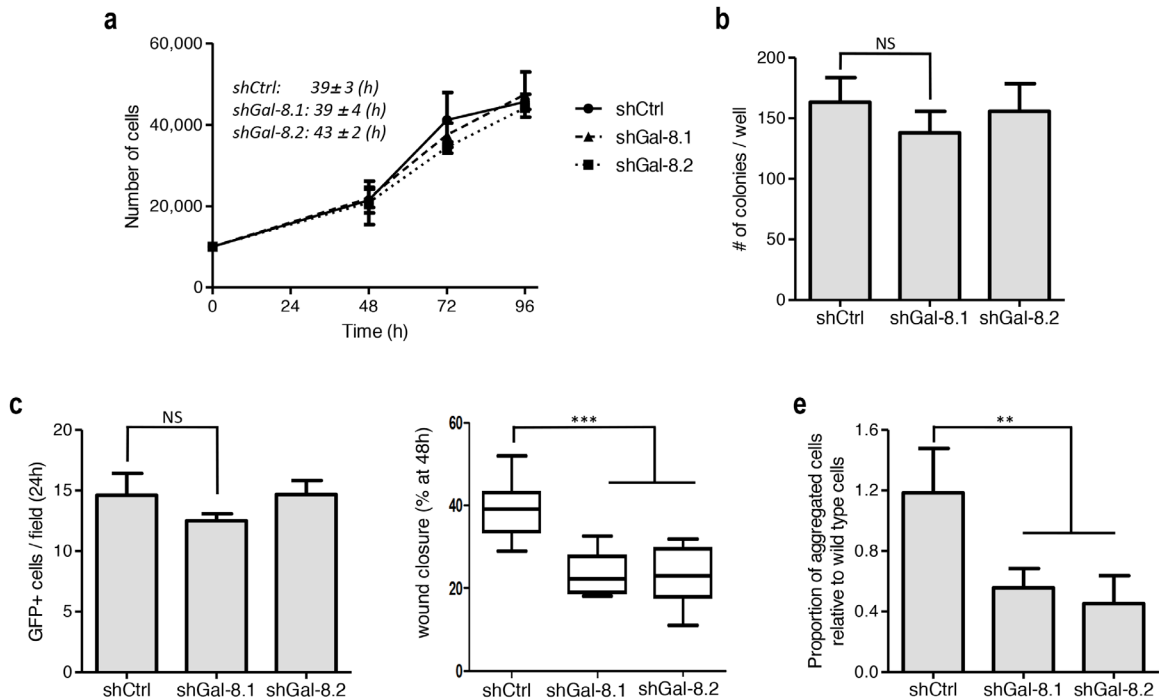 a
Number of cells
60,000
40,000
20,000
0
shCtrl: 39± 3 (h)
shGal-8.1: 39 ± 4 (h)
shGal-8.2: 43 ± 2 (h)
0 24 48 72 96
Time (h)
shCtrl
shGal-8.1
shGal-8.2
b
# of colonies / well
200
150
100
50
0
NS
shCtrl shGal-8.1 shGal-8.2
c
GFP+ cells / field (24h)
20
15
10
5
0
NS
shCtrl shGal-8.1 shGal-8.2
wound closure (% at 48h)
60
40
20
0
***
shCtrl shGal-8.1 shGal-8.2
e
Proportion of aggregated cells
relative to wild type cells
1.6
1.2
0.8
0.4
0.0
**
shCtrl shGal-8.1 shGal-8.2